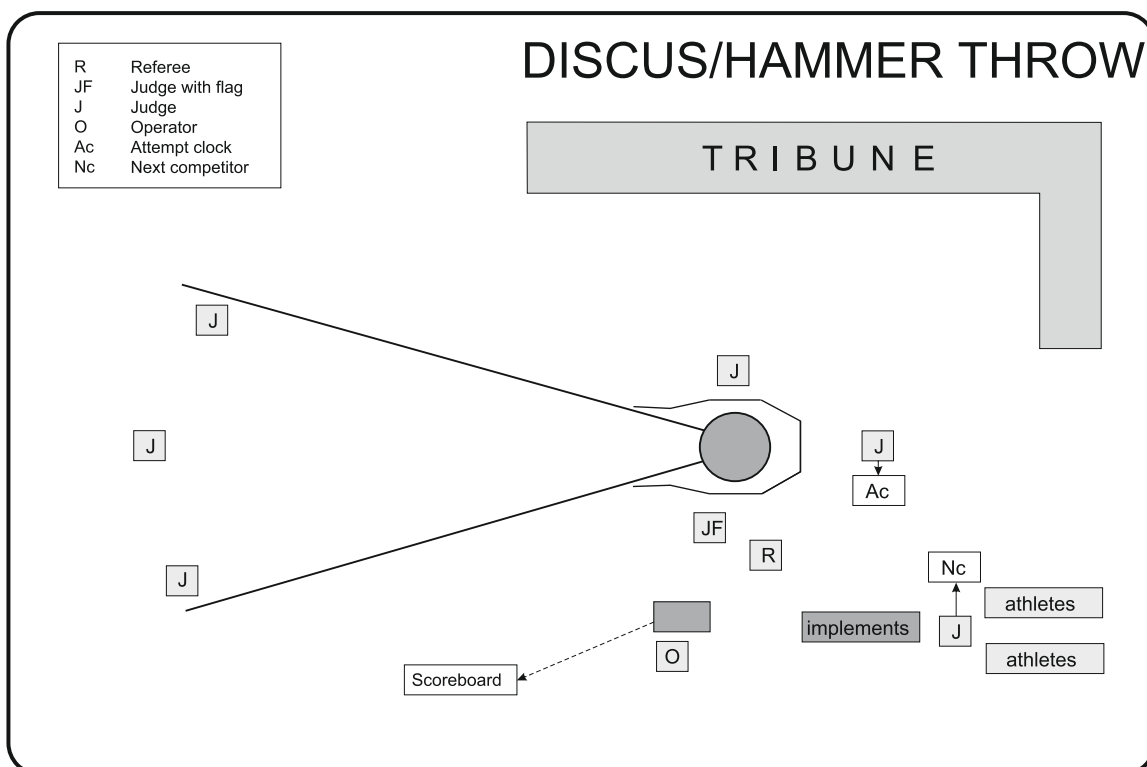 DISCUS/HAMMER THROW
R Referee
JF Judge with flag
J Judge
O Operator
Ac Attempt clock
Nc Next competitor
TRIBUNE
J
J
J
J
Ac
JF
R
Nc
J
athletes
implements
J
O
athletes
Scoreboard